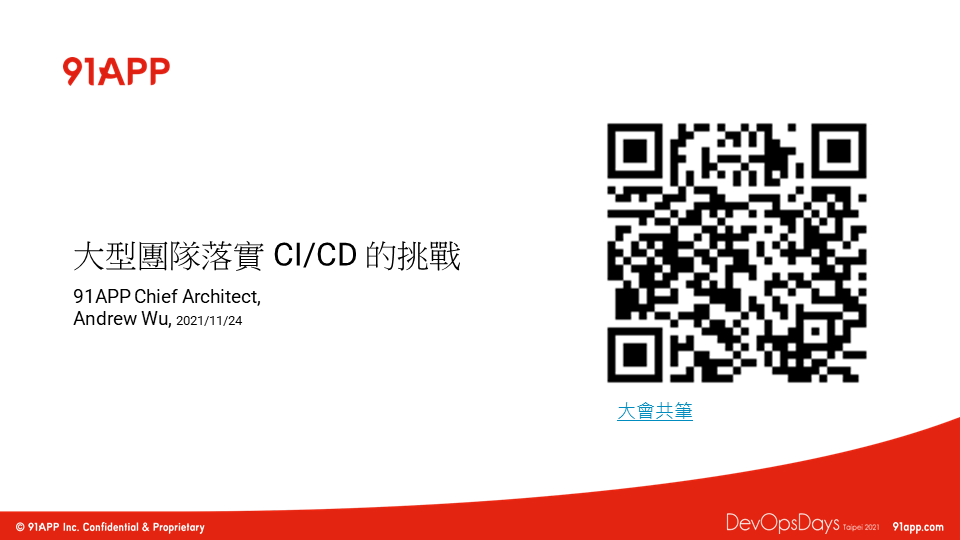 91APP
大型團隊落實 CI/CD 的挑戰
91APP Chief Architect,
Andrew Wu, 2021/11/24
大會共筆
© 91APP Inc. Confidential & Proprietary
DevOpsDays Taipei 2021
91app.com